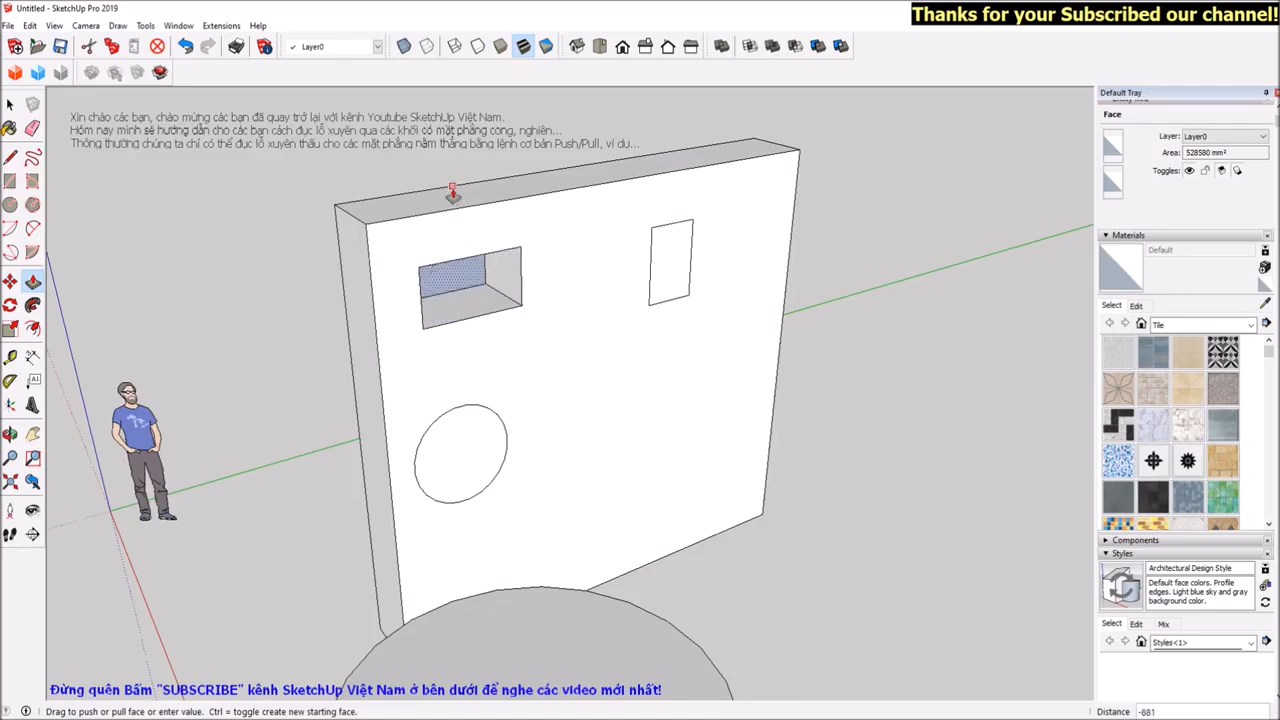 Untitled - SketchUp Pro 2019
Thanks for your Subscribed our channel!
File Edit View Camera Draw Tools Window Extensions Help
Layer0
Default Tray
Xin chào các bạn, chào mừng các bạn đã quay trở lại với kênh Youtube SketchUp Việt Nam.
Hôm nay mình sẽ hướng dẫn cho các bạn cách đục lỗ xuyên qua các khối có mặt phẳng cong, nghiên...
Thông thường chúng ta chỉ có thể đục lỗ xuyên thấu cho các mặt phẳng nằm thẳng bằng lệnh cơ bản Push/Pull, ví dụ...
Face
Layer: Layer0
Area: 528580 mm²
Toggles:
Materials
Default
Select Edit
Tile
Components
Styles
Architectural Design Style
Default face colors. Profile
edges. Light blue sky and gray
background color.
Select Edit Mix
Styles<1>
Đừng quên Bấm "SUBSCRIBE" kênh SketchUp Việt Nam ở bên dưới để nghe các video mới nhất!
Drag to push or pull face or enter value. Ctrl = toggle create new starting face.
Distance -681